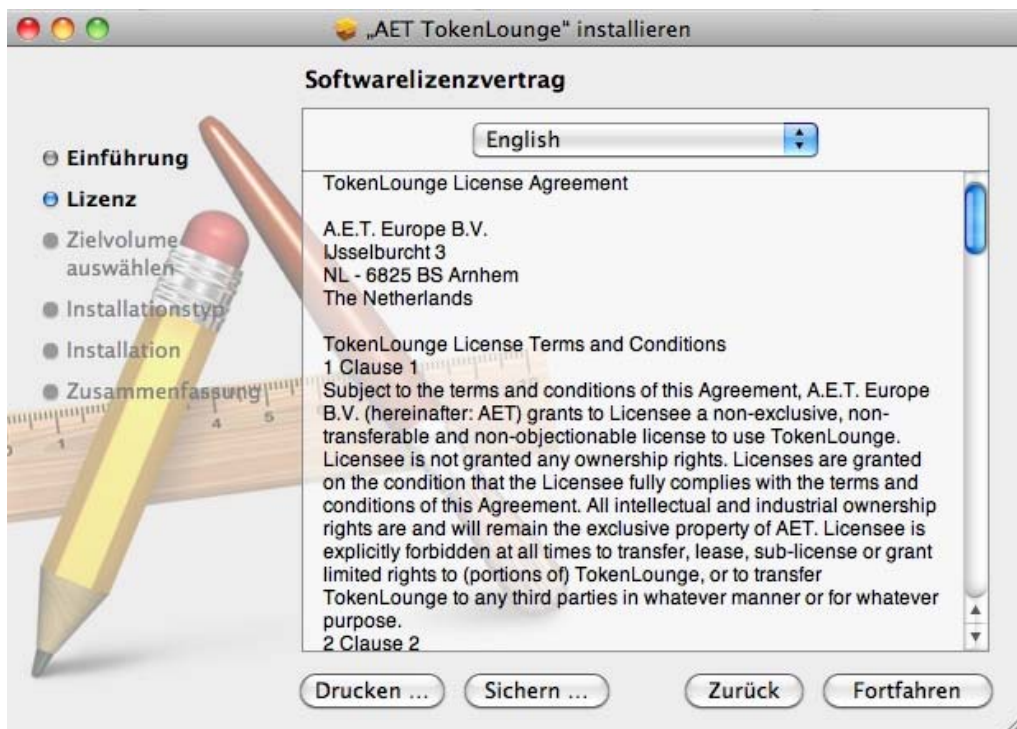 „AET TokenLounge“ installieren
Softwarelizenzvertrag
Einführung
Lizenz
Zielvolume
auswählen
Installationstyp
Installation
Zusammenfassung
English
TokenLounge License Agreement
A.E.T. Europe B.V.
IJsselburcht 3
NL - 6825 BS Arnhem
The Netherlands
TokenLounge License Terms and Conditions
1 Clause 1
Subject to the terms and conditions of this Agreement, A.E.T. Europe
B.V. (hereinafter: AET) grants to Licensee a non-exclusive, non-
transferable and non-objectionable license to use TokenLounge.
Licensee is not granted any ownership rights. Licenses are granted
on the condition that the Licensee fully complies with the terms and
conditions of this Agreement. All intellectual and industrial ownership
rights are and will remain the exclusive property of AET. Licensee is
explicitly forbidden at all times to transfer, lease, sub-license or grant
limited rights to (portions of) TokenLounge, or to transfer
TokenLounge to any third parties in whatever manner or for whatever
purpose.
2 Clause 2
Drucken ... Sichern ... Zurück Fortfahren